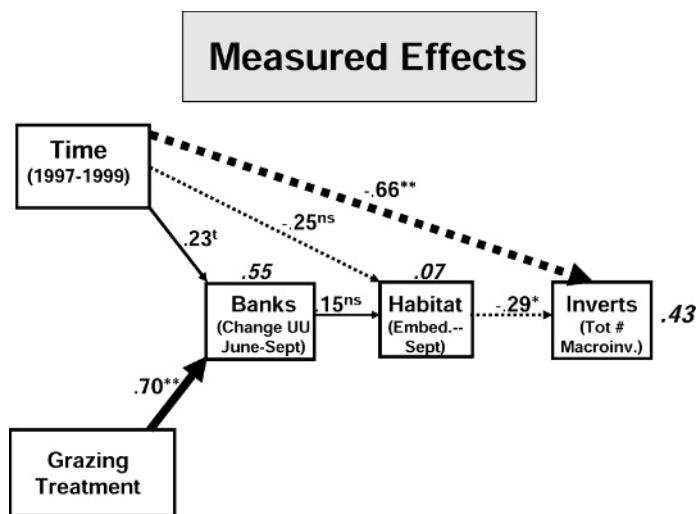 Measured Effects
Time
(1997-1999)
-.66**
-.25ns
.23t
.55
.07
Banks
(Change UU
June-Sept)
.15ns
Habitat
(Embed.--
Sept)
-.29*
Inverts
(Tot #
Macroinv.)
.43
.70**
Grazing
Treatment